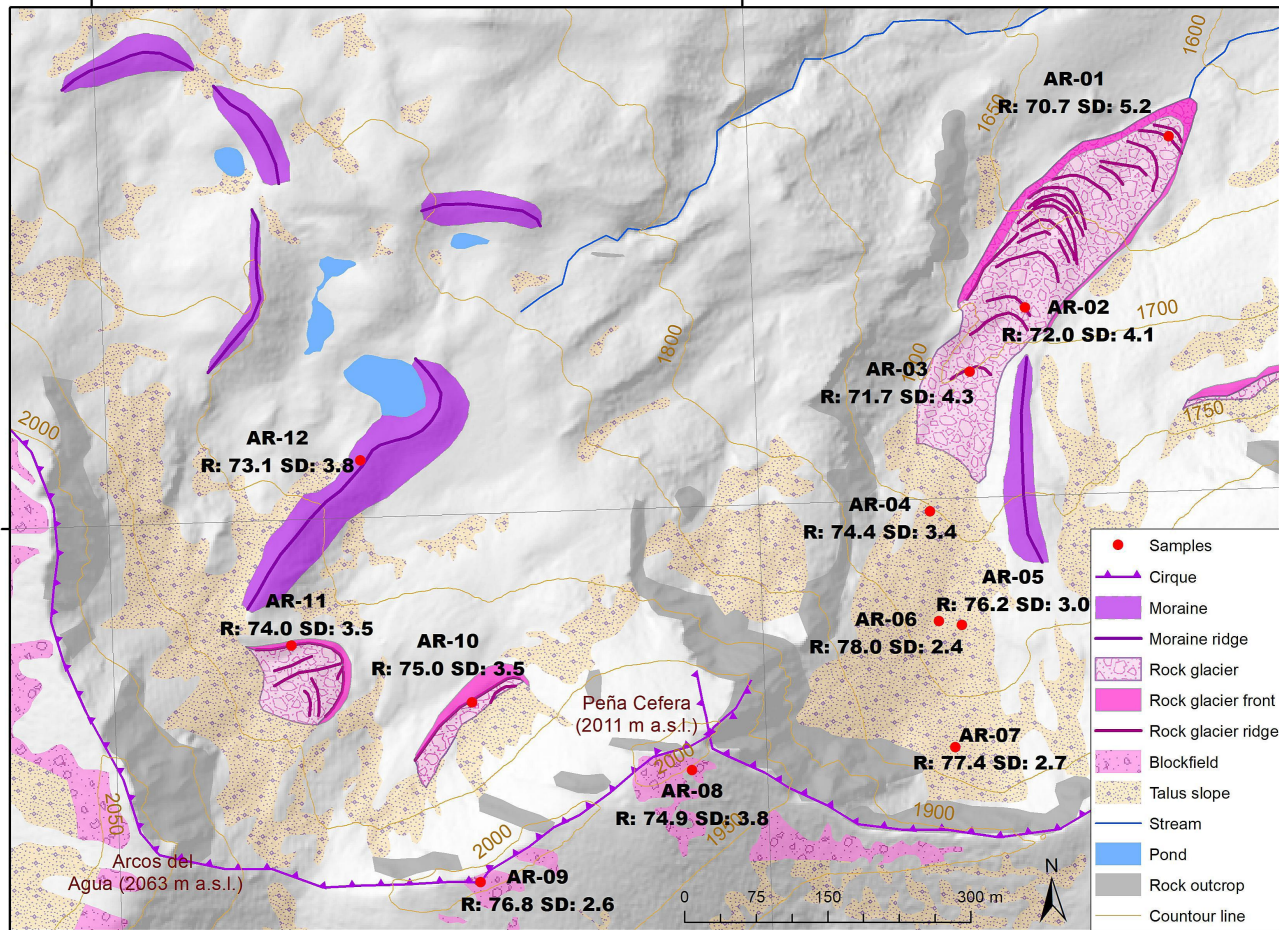 1600
AR-01
R: 70.7 SD: 5.2
1650
AR-02
R: 72.0 SD: 4.1
1700
1800
AR-03
R: 71.7 SD: 4.3
1750
2000
AR-12
R: 73.1 SD: 3.8
AR-04
R: 74.4 SD: 3.4
AR-05
R: 76.2 SD: 3.0
AR-11
R: 74.0 SD: 3.5
AR-06
R: 78.0 SD: 2.4
AR-10
R: 75.0 SD: 3.5
Peña Cefera
(2011 m a.s.l.)
AR-07
R: 77.4 SD: 2.7
2000
AR-08
R: 74.9 SD: 3.8
1900
1950
2050
2000
Arcos del
Agua (2063 m a.s.l.)
AR-09
R: 76.8 SD: 2.6
0 75 150 300 m
N
Samples
Cirque
Moraine
Moraine ridge
Rock glacier
Rock glacier front
Rock glacier ridge
Blockfield
Talus slope
Stream
Pond
Rock outcrop
Countour line